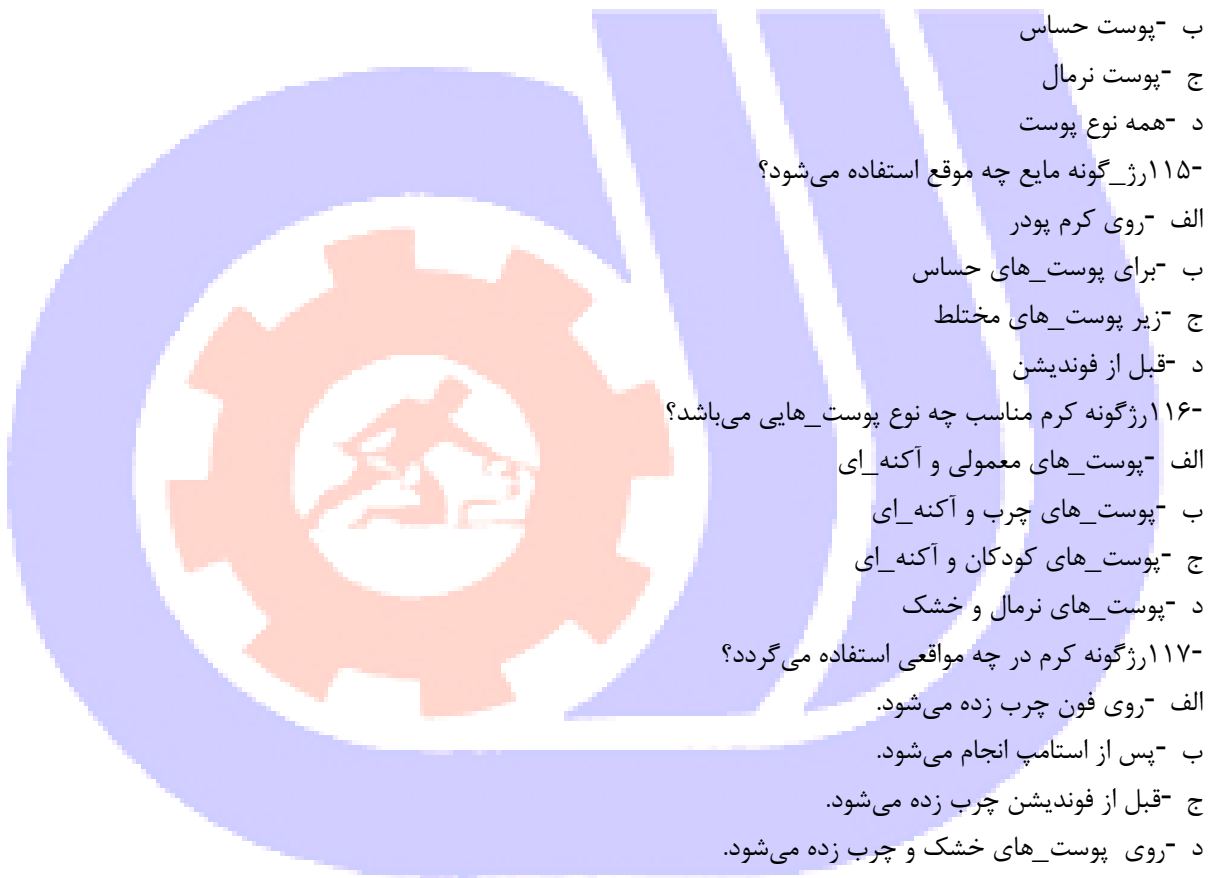 ب -پوست حساس
ج -پوست نرمال
د -همه نوع پوست
-۱۱۵رژ_گونه مایع چه موقع استفاده می‌شود؟
الف -روی کرم پودر
ب -برای پوست_های حساس
ج -زیر پوست_های مختلط
د -قبل از فوندیشن
-۱۱۶رژگونه کرم مناسب چه نوع پوست_هایی می‌باشد؟
الف -پوست_های معمولی و آکنه_ای
ب -پوست_های چرب و آکنه_ای
ج -پوست_های کودکان و آکنه_ای
د -پوست_های نرمال و خشک
-۱۱۷رژگونه کرم در چه مواقعی استفاده می‌گردد؟
الف -روی فون چرب زده می‌شود.
ب -پس از استامپ انجام می‌شود.
ج -قبل از فوندیشن چرب زده می‌شود.
د -روی پوست_های خشک و چرب زده می‌شود.